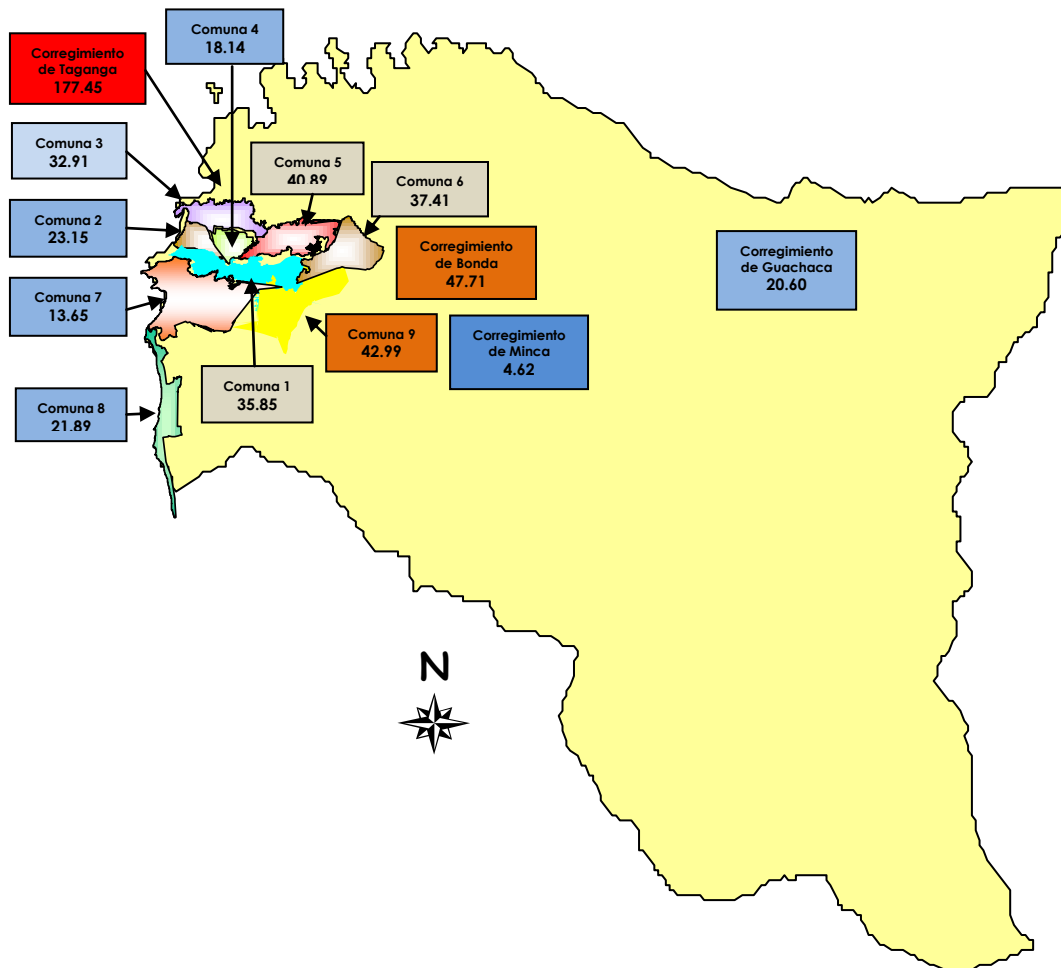 Comuna 4
18.14
Corregimiento
de Taganga
177.45
Comuna 3
32.91
Comuna 5
40.89
Comuna 6
37.41
Comuna 2
23.15
Corregimiento
de Bonda
47.71
Corregimiento
de Guachaca
20.60
Comuna 7
13.65
Comuna 9
42.99
Corregimiento
de Minca
4.62
Comuna 1
35.85
Comuna 8
21.89
N